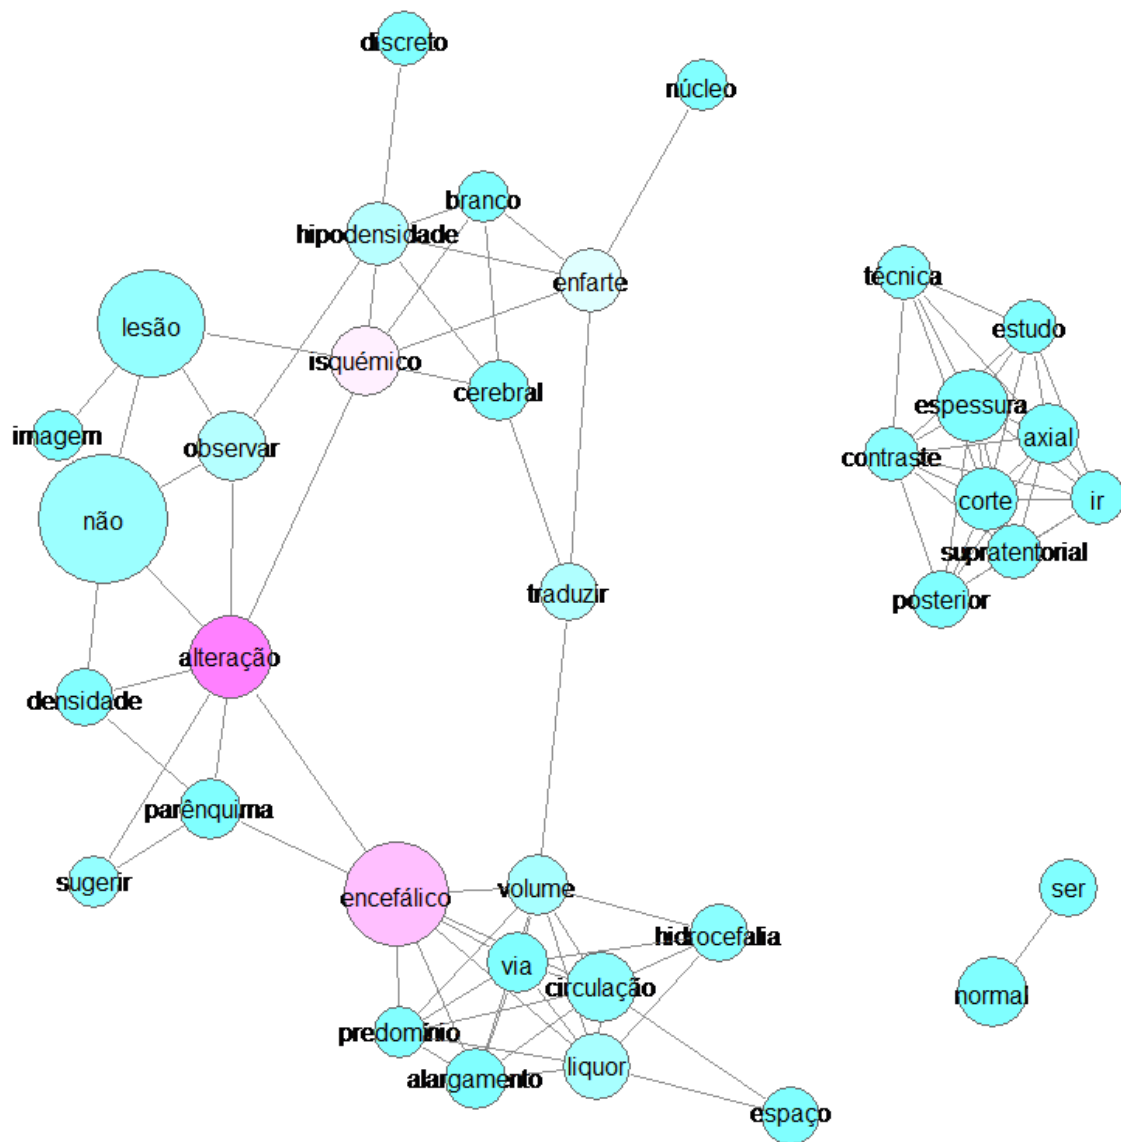 discreto
núcleo
branco
hipodensidade
enfarte
técnica
lesão
estudo
isquémico
cerebral
espessura
imagem
observar
axial
contraste
não
corte
ir
supratentorial
traduzir
posterior
alteração
densidade
parênquima
sugerir
encefálico
volume
ser
hidrocefalia
via
circulação
normal
predomínio
liquor
alargamento
espaço